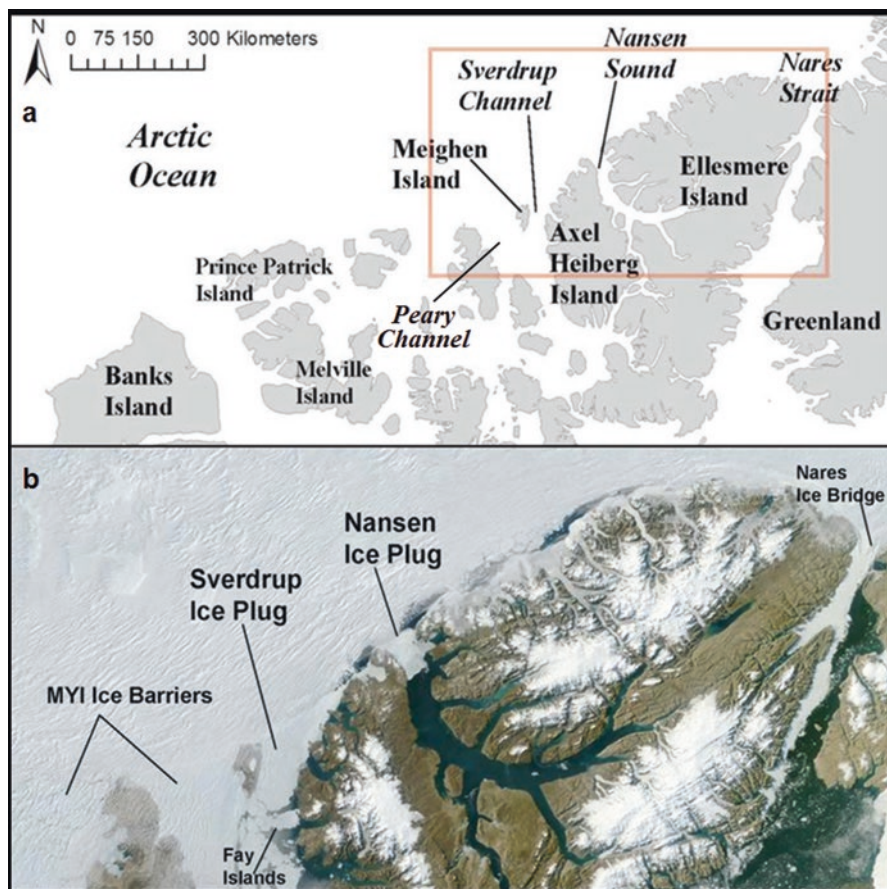 N
0 75 150 300 Kilometers
a
Arctic
Ocean
Nansen
Sound
Sverdrup
Channel
Nares
Strait
Meighen
Island
Ellesmere
Island
Prince Patrick
Island
Axel
Heiberg
Island
Peary
Channel
Greenland
Banks
Island
Melville
Island
b
Nares
Ice Bridge
Nansen
Ice Plug
Sverdrup
Ice Plug
MYI Ice Barriers
Fay
Islands